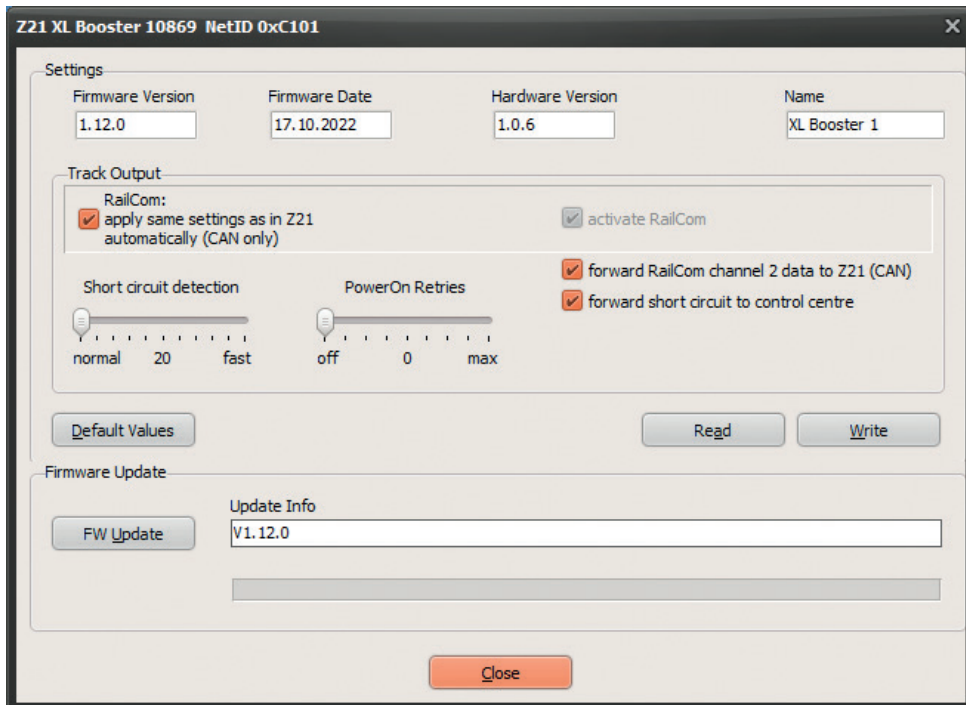 Z21 XL Booster 10869 NetID 0xC101
Settings
Firmware Version
Firmware Date
Hardware Version
Name
1.12.0
17.10.2022
1.0.6
XL Booster 1
Track Output
RailCom:
apply same settings as in Z21
automatically (CAN only)
activate RailCom
forward RailCom channel 2 data to Z21 (CAN)
forward short circuit to control centre
Short circuit detection
normal 20 fast
PowerOn Retries
off 0 max
Default Values
Read
Write
Firmware Update
FW Update
Update Info
V1.12.0
Close